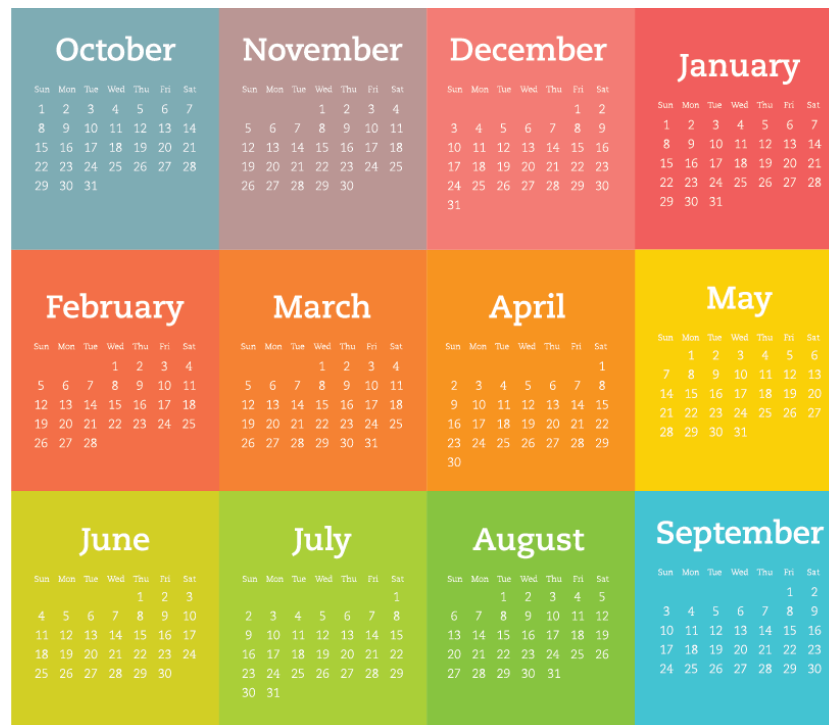 October
Sun Mon Tue Wed Thu Fri Sat
1 2 3 4 5 6 7
8 9 10 11 12 13 14
15 16 17 18 19 20 21
22 23 24 25 26 27 28
29 30 31
November
Sun Mon Tue Wed Thu Fri Sat
1 2 3 4
5 6 7 8 9 10 11
12 13 14 15 16 17 18
19 20 21 22 23 24 25
26 27 28 29 30
December
Sun Mon Tue Wed Thu Fri Sat
1 2
3 4 5 6 7 8 9
10 11 12 13 14 15 16
17 18 19 20 21 22 23
24 25 26 27 28 29 30
31
January
Sun Mon Tue Wed Thu Fri Sat
1 2 3 4 5 6 7
8 9 10 11 12 13 14
15 16 17 18 19 20 21
22 23 24 25 26 27 28
29 30 31
February
Sun Mon Tue Wed Thu Fri Sat
1 2 3 4
5 6 7 8 9 10 11
12 13 14 15 16 17 18
19 20 21 22 23 24 25
26 27 28
March
Sun Mon Tue Wed Thu Fri Sat
1 2 3 4
5 6 7 8 9 10 11
12 13 14 15 16 17 18
19 20 21 22 23 24 25
26 27 28 29 30 31
April
Sun Mon Tue Wed Thu Fri Sat
1
2 3 4 5 6 7 8
9 10 11 12 13 14 15
16 17 18 19 20 21 22
23 24 25 26 27 28 29
30
May
Sun Mon Tue Wed Thu Fri Sat
1 2 3 4 5 6
7 8 9 10 11 12 13
14 15 16 17 18 19 20
21 22 23 24 25 26 27
28 29 30 31
June
Sun Mon Tue Wed Thu Fri Sat
1 2 3
4 5 6 7 8 9 10
11 12 13 14 15 16 17
18 19 20 21 22 23 24
25 26 27 28 29 30
July
Sun Mon Tue Wed Thu Fri Sat
1
2 3 4 5 6 7 8
9 10 11 12 13 14 15
16 17 18 19 20 21 22
23 24 25 26 27 28 29
30 31
August
Sun Mon Tue Wed Thu Fri Sat
1 2 3 4 5
6 7 8 9 10 11 12
13 14 15 16 17 18 19
20 21 22 23 24 25 26
27 28 29 30 31
September
Sun Mon Tue Wed Thu Fri Sat
1 2
3 4 5 6 7 8 9
10 11 12 13 14 15 16
17 18 19 20 21 22 23
24 25 26 27 28 29 30